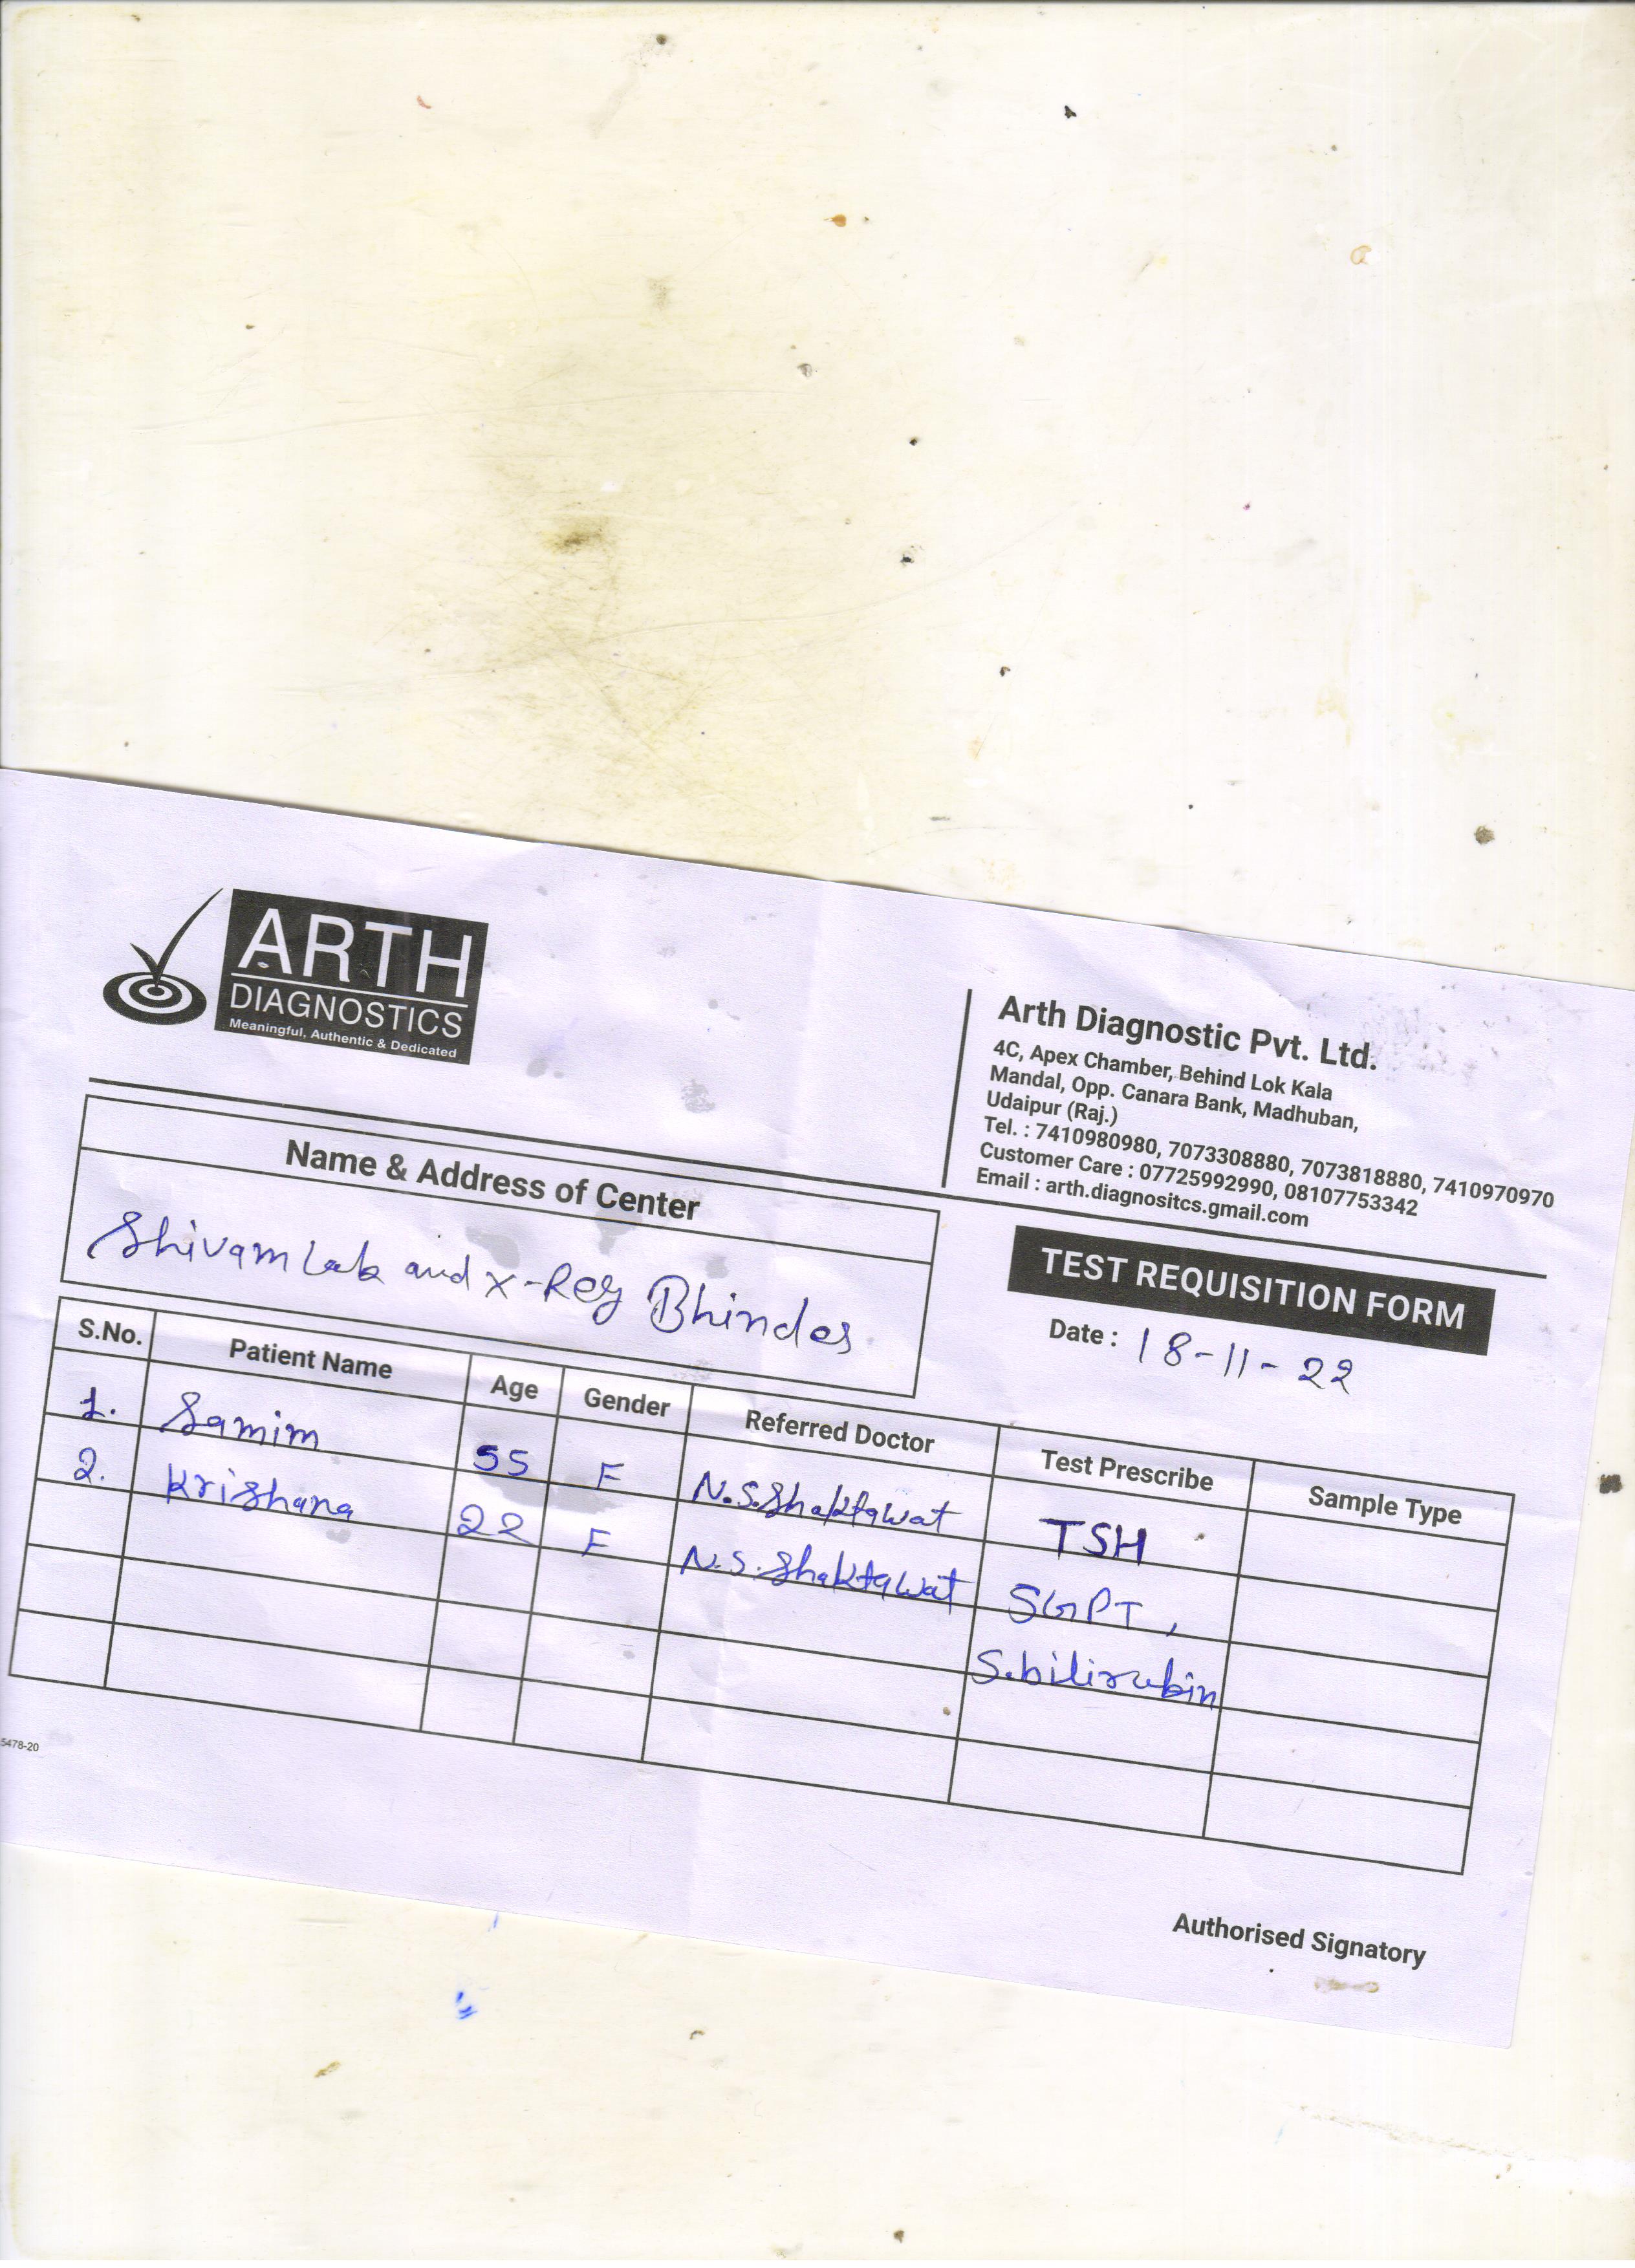 ARTH
DIAGNOSTICS
Meaningful, Authentic & Dedicated
Arth Diagnostic Pvt. Ltd.
4C, Apex Chamber, Behind Lok Kala
Mandal, Opp. Canara Bank, Madhuban,
Udaipur (Raj.)
Tel. : 7410980980, 7073308880, 7073818880, 7410970970
Customer Care : 07725992990, 08107753342
Email : arth.diagnositcs.gmail.com
Name & Address of Center
Shivam Lab and X-Rey Bhinder
TEST REQUISITION FORM
Date : 18-11-22
S.No. Patient Name Age Gender Referred Doctor Test Prescribe Sample Type
1. Samim 55 F N.S.Shaktawat TSH
2. Krishana 22 F N.S.Shaktawat SGPT,
S.bilirubin
5478-20
Authorised Signatory